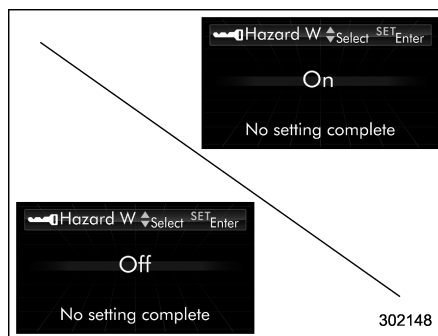 Hazard W Select SET Enter
On
No setting complete
Hazard W Select SET Enter
Off
No setting complete
302148